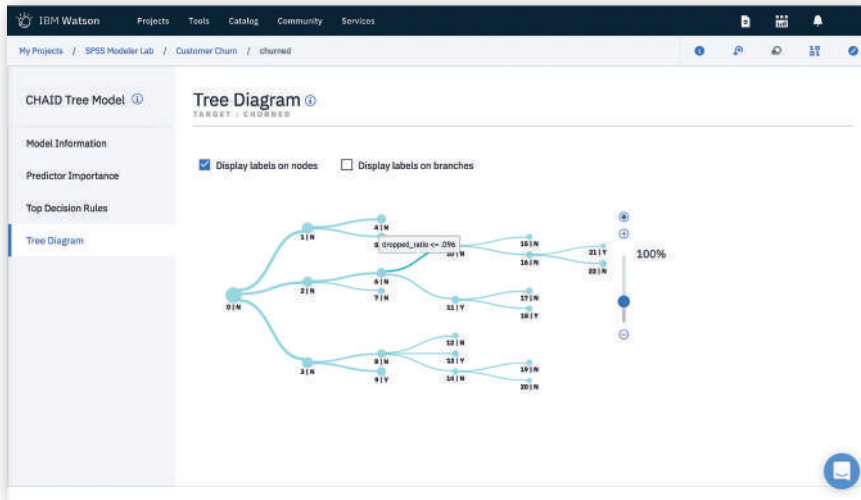 IBM Watson Projects Tools Catalog Community Services
My Projects / SPSS Modeler Lab / Customer Churn / churned
CHAID Tree Model
Model Information
Predictor Importance
Top Decision Rules
Tree Diagram
Tree Diagram
TARGET : CHURNED
Display labels on nodes Display labels on branches
0 | N
1 | N
2 | N
3 | N
4 | N
5
dropped_ratio <= .096
6 | N
7 | N
8 | N
9 | Y
10 | N
11 | Y
12 | N
13 | Y
14 | N
15 | N
16 | N
17 | N
18 | Y
19 | N
20 | N
21 | Y
22 | N
100%